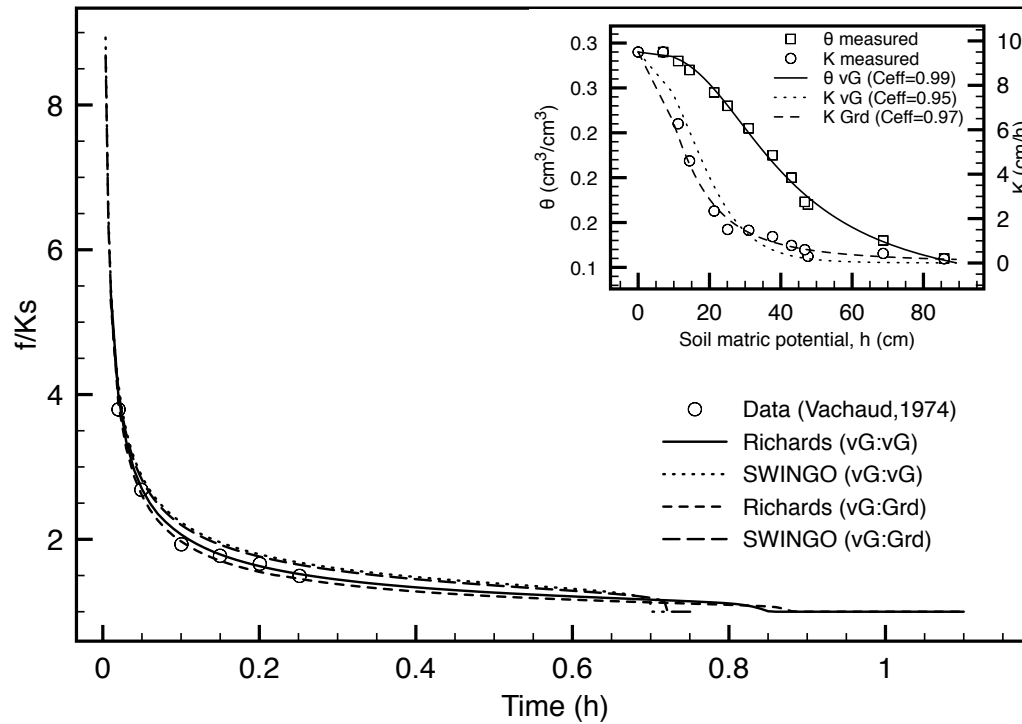 8
6
4
2
f/Ks
0
0.2
0.4
0.6
0.8
1
Time (h)
0.3
0.3
0.2
0.2
0.2
0.1
θ (cm³/cm³)
0
20
40
60
80
Soil matric potential, h (cm)
10
8
6
4
2
0
K (cm/h)
θ measured
K measured
θ vG (Ceff=0.99)
K vG (Ceff=0.95)
K Grd (Ceff=0.97)
Data (Vachaud,1974)
Richards (vG:vG)
SWINGO (vG:vG)
Richards (vG:Grd)
SWINGO (vG:Grd)